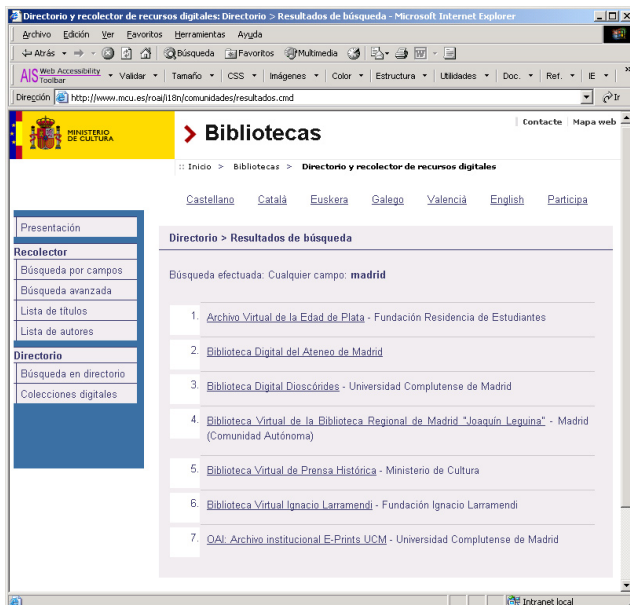 Directorio y recolector de recursos digitales: Directorio > Resultados de búsqueda - Microsoft Internet Explorer
Archivo Edición Ver Favoritos Herramientas Ayuda
Atrás Búsqueda Favoritos Multimedia
AIS Web Accessibility Toolbar Validar Tamaño CSS Imágenes Color Estructura Utilidades Doc. Ref. IE »
Dirección http://www.mcu.es/roai/i18n/comunidades/resultados.cmd Ir
Contacte Mapa web
MINISTERIO
DE CULTURA
Bibliotecas
:: Inicio > Bibliotecas > Directorio y recolector de recursos digitales
Castellano Català Euskera Galego Valencià English Participa
Presentación
Recolector
Búsqueda por campos
Búsqueda avanzada
Lista de títulos
Lista de autores
Directorio
Búsqueda en directorio
Colecciones digitales
Directorio > Resultados de búsqueda
Búsqueda efectuada: Cualquier campo: madrid
1. Archivo Virtual de la Edad de Plata - Fundación Residencia de Estudiantes
2. Biblioteca Digital del Ateneo de Madrid
3. Biblioteca Digital Dioscórides - Universidad Complutense de Madrid
4. Biblioteca Virtual de la Biblioteca Regional de Madrid "Joaquín Leguina" - Madrid
(Comunidad Autónoma)
5. Biblioteca Virtual de Prensa Histórica - Ministerio de Cultura
6. Biblioteca Virtual Ignacio Larramendi - Fundación Ignacio Larramendi
7. OAI: Archivo institucional E-Prints UCM - Universidad Complutense de Madrid
Intranet local